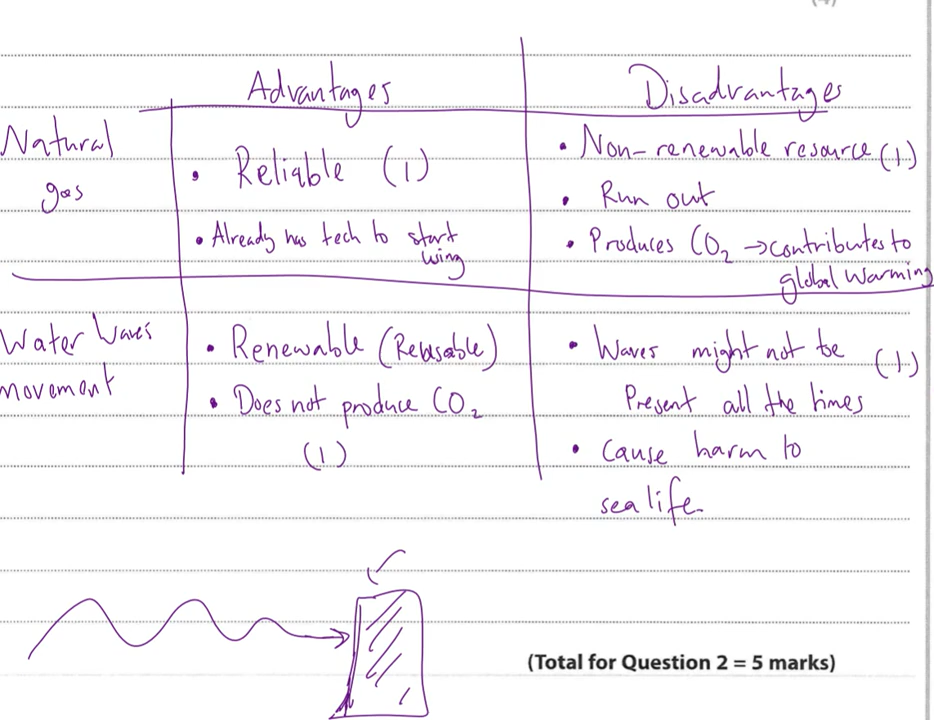 (4)
Advantages Disadvantages
Natural gas
• Reliable (1)
• Already has tech to start using
• Non-renewable resource (1)
• Run out
• Produces CO₂ → contributes to
global warming
Water Waves
movement
• Renewable (Reusable)
• Does not produce CO₂
(1)
• Waves might not be (1)
Present all the times
• Cause harm to
sea life.
(Total for Question 2 = 5 marks)